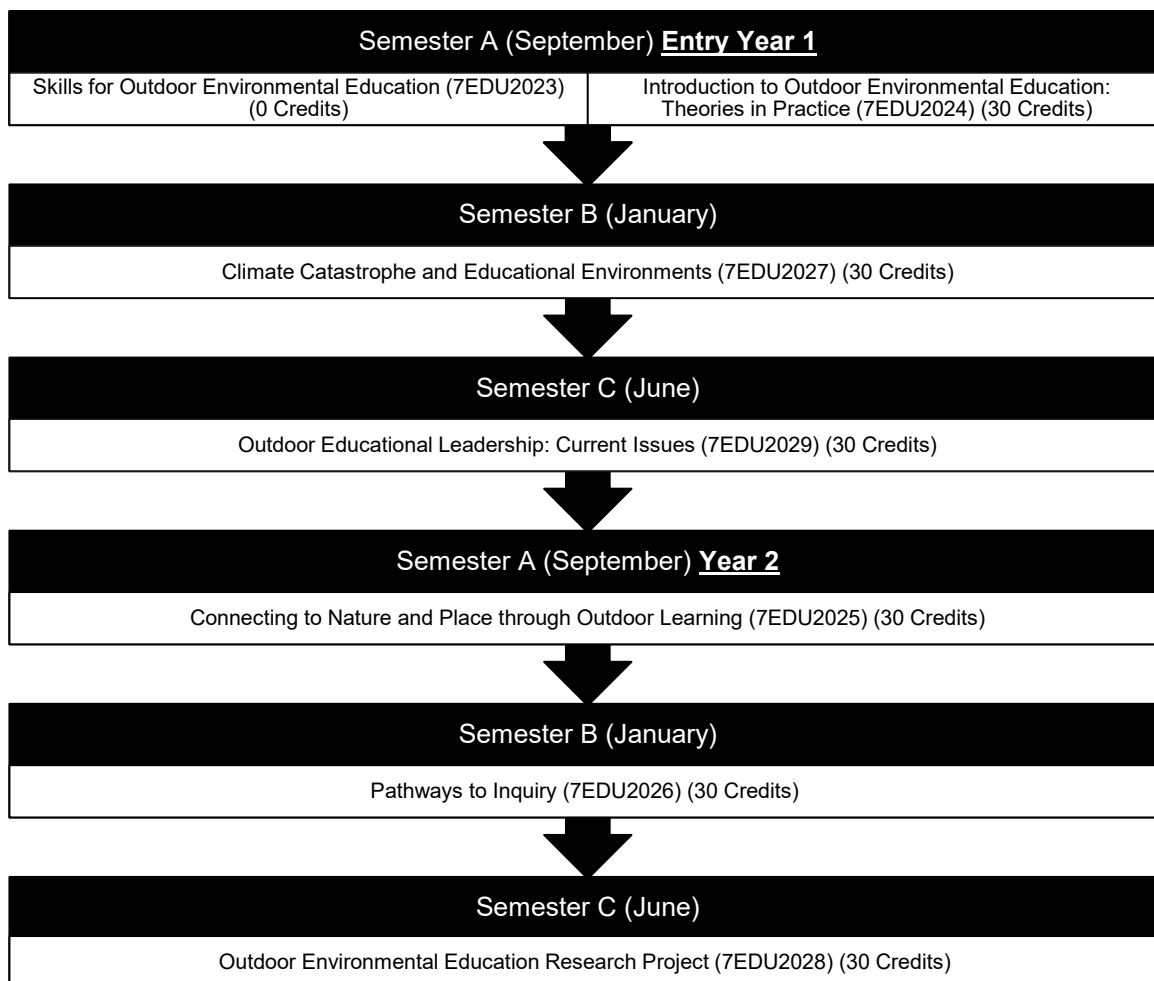 Semester A (September) Entry Year 1
Skills for Outdoor Environmental Education (7EDU2023)
(0 Credits)
Introduction to Outdoor Environmental Education:
Theories in Practice (7EDU2024) (30 Credits)
Semester B (January)
Climate Catastrophe and Educational Environments (7EDU2027) (30 Credits)
Semester C (June)
Outdoor Educational Leadership: Current Issues (7EDU2029) (30 Credits)
Semester A (September) Year 2
Connecting to Nature and Place through Outdoor Learning (7EDU2025) (30 Credits)
Semester B (January)
Pathways to Inquiry (7EDU2026) (30 Credits)
Semester C (June)
Outdoor Environmental Education Research Project (7EDU2028) (30 Credits)